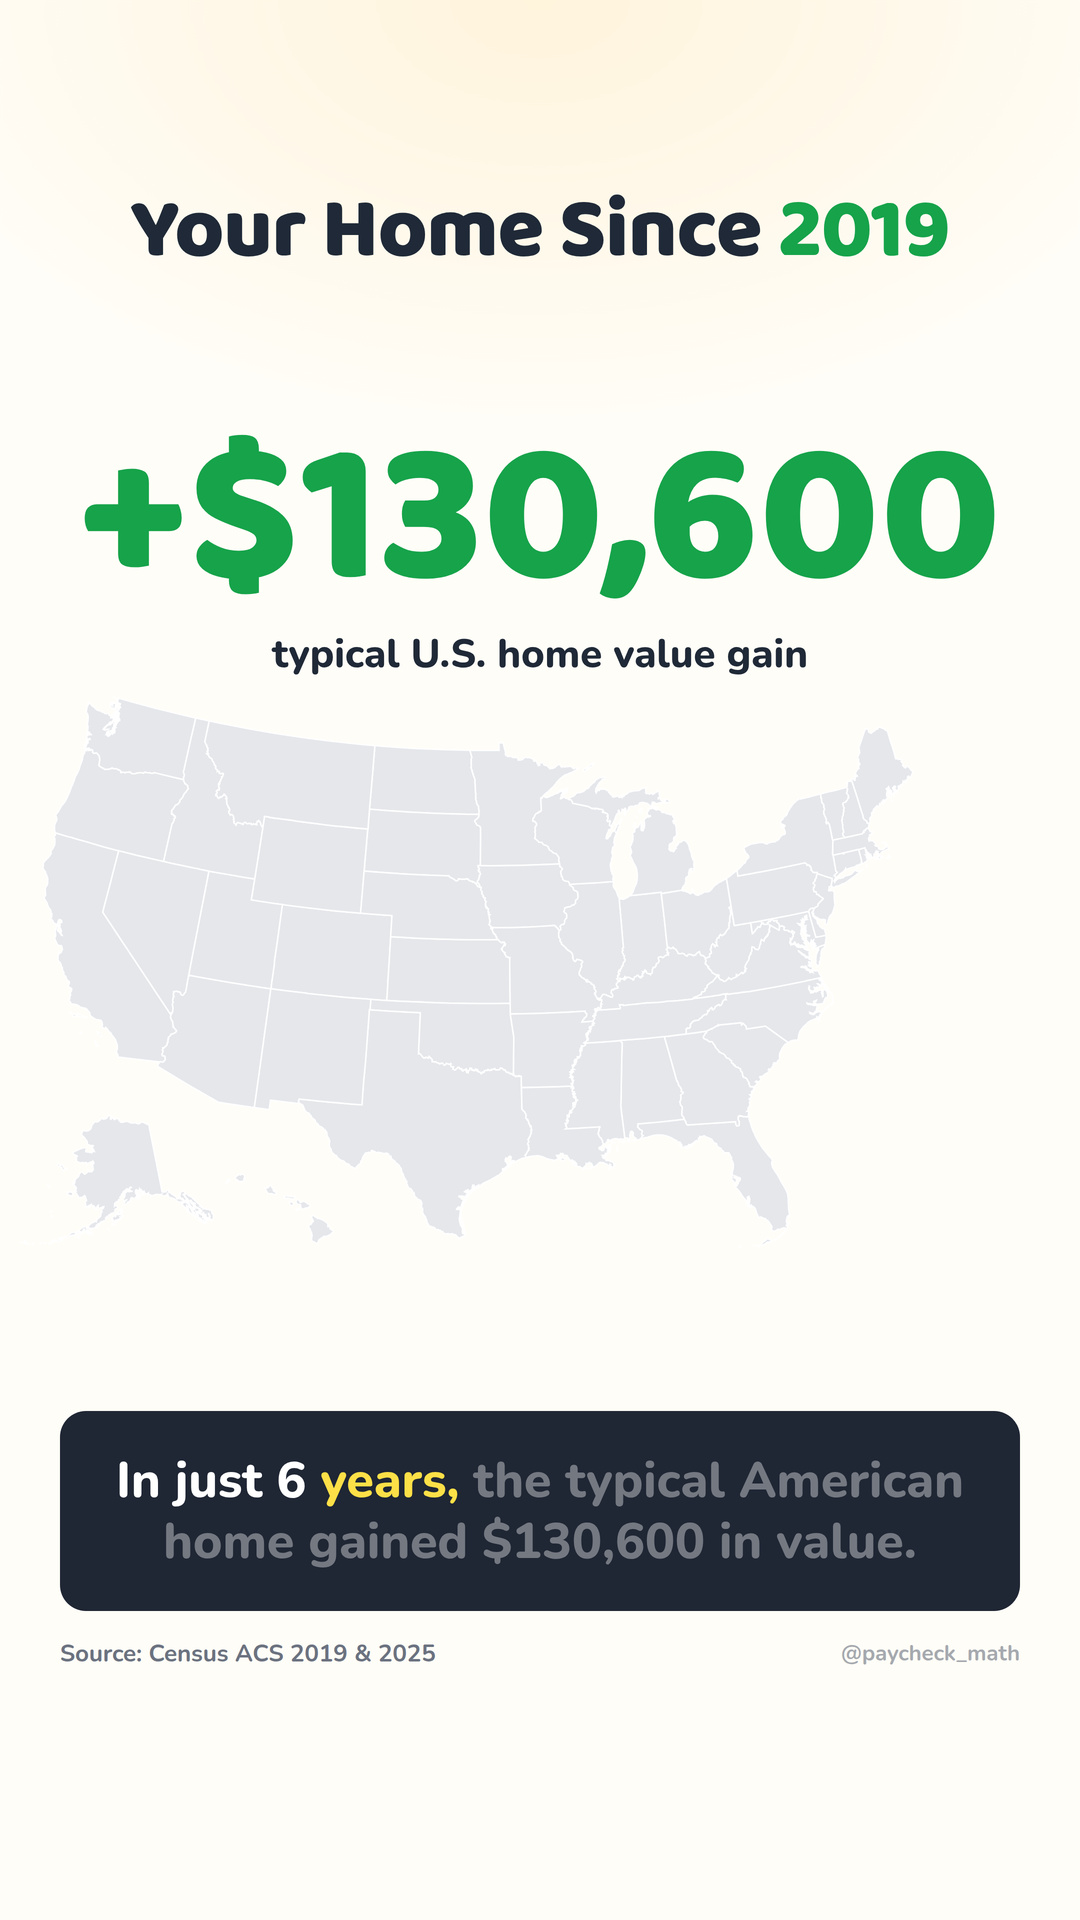 Your Home Since 2019
+$130,600
typical U.S. home value gain
In just 6 years, the typical American
home gained $130,600 in value.
Source: Census ACS 2019 & 2025
@paycheck_math